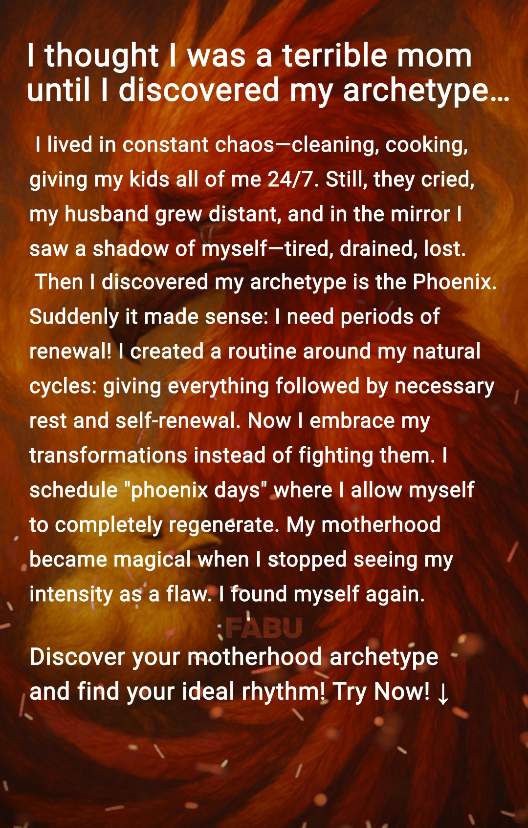 I thought I was a terrible mom
until I discovered my archetype...
I lived in constant chaos—cleaning, cooking,
giving my kids all of me 24/7. Still, they cried,
my husband grew distant, and in the mirror I
saw a shadow of myself—tired, drained, lost.
Then I discovered my archetype is the Phoenix.
Suddenly it made sense: I need periods of
renewal! I created a routine around my natural
cycles: giving everything followed by necessary
rest and self-renewal. Now I embrace my
transformations instead of fighting them. I
schedule "phoenix days" where I allow myself
to completely regenerate. My motherhood
became magical when I stopped seeing my
intensity as a flaw. I found myself again.
FABU
Discover your motherhood archetype
and find your ideal rhythm! Try Now! ↓